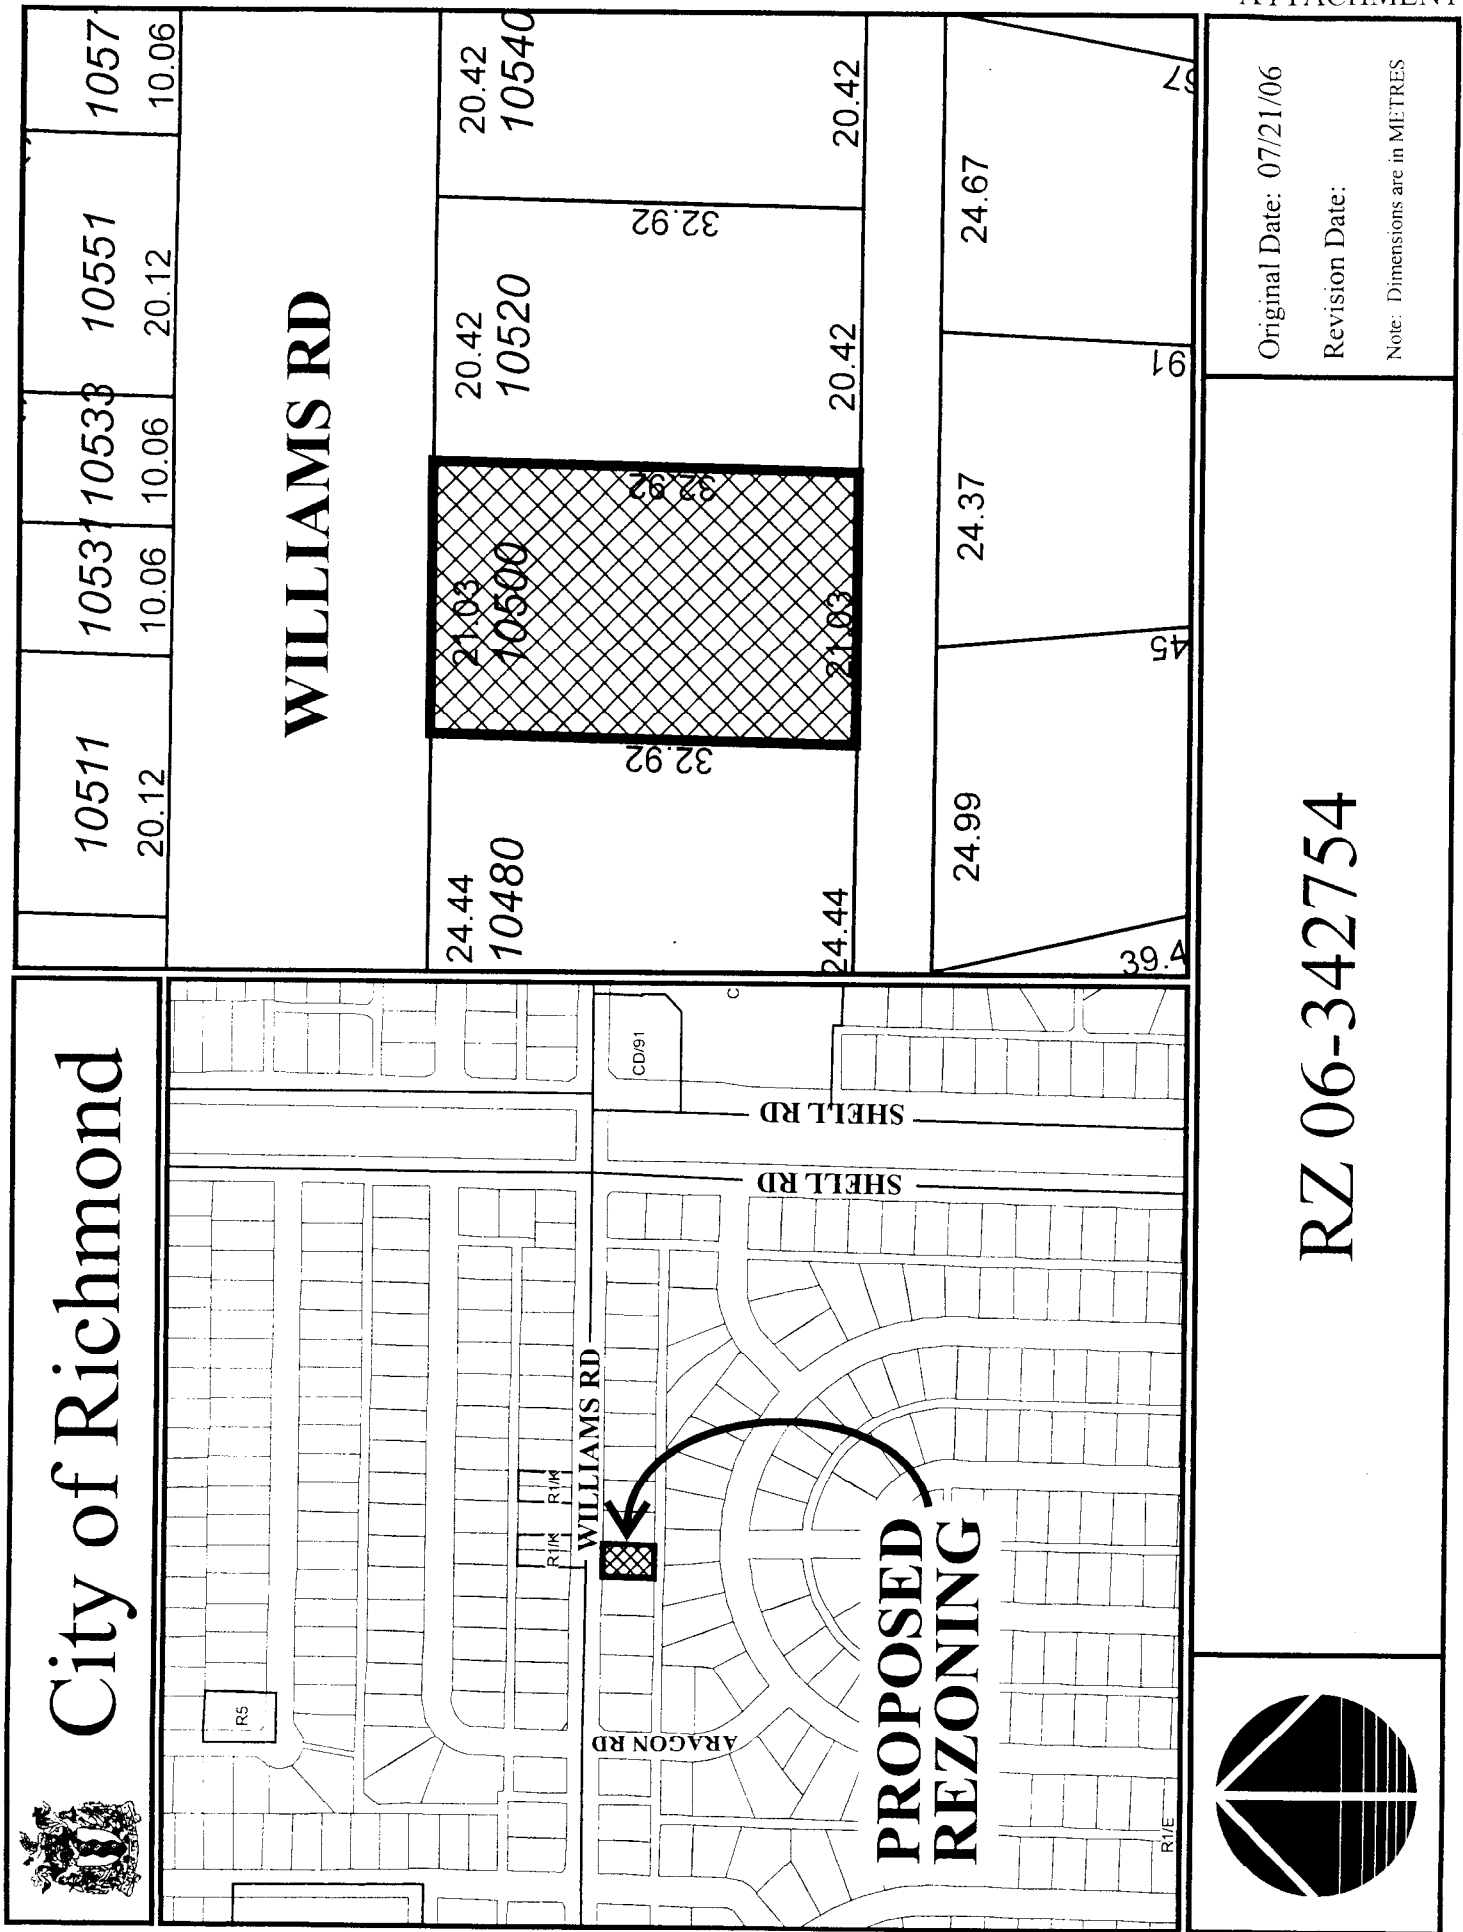 ATTACHMENT
City of Richmond
R5
R1/K
R1/K
WILLIAMS RD
SHELL RD
SHELL RD
CD/91
C
ARAGON RD
PROPOSED
REZONING
R1/E
10511
20.12
10531
10.06
10533
10.06
10551
20.12
1057
10.06
WILLIAMS RD
24.44
10480
24.44
32.92
21.03
10500
21.03
32.92
20.42
10520
20.42
32.92
20.42
10540
20.42
24.99
24.37
24.67
39.4
45
91
67
RZ 06-342754
Original Date: 07/21/06
Revision Date:
Note: Dimensions are in METRES